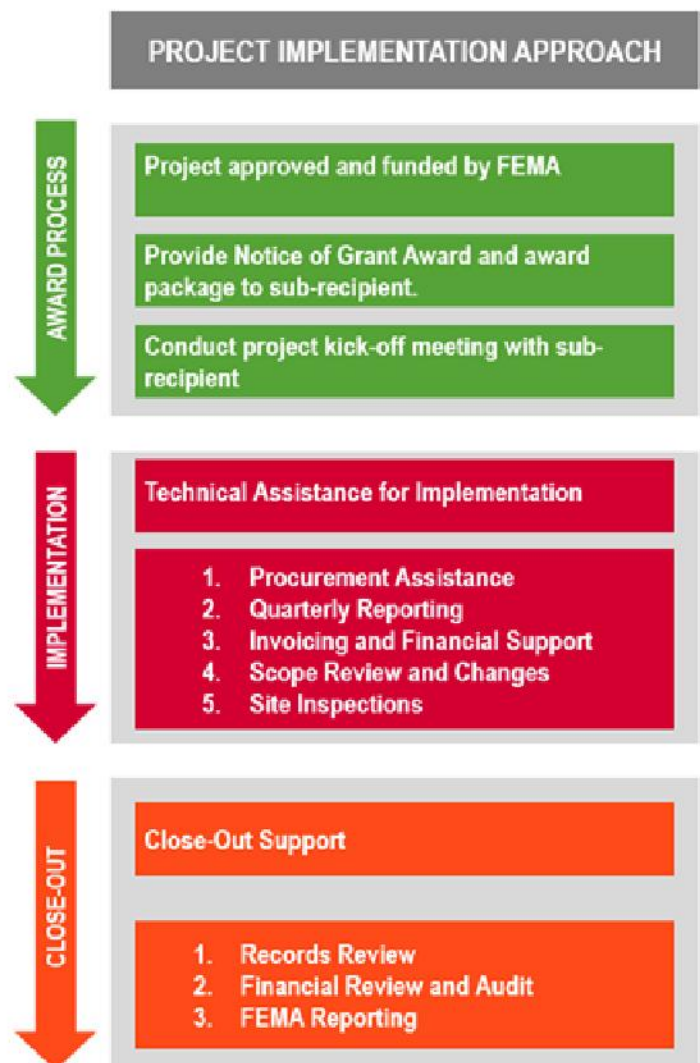 PROJECT IMPLEMENTATION APPROACH
AWARD PROCESS
Project approved and funded by FEMA
Provide Notice of Grant Award and award
package to sub-recipient.
Conduct project kick-off meeting with sub-
recipient
IMPLEMENTATION
Technical Assistance for Implementation
1. Procurement Assistance
2. Quarterly Reporting
3. Invoicing and Financial Support
4. Scope Review and Changes
5. Site Inspections
CLOSE-OUT
Close-Out Support
1. Records Review
2. Financial Review and Audit
3. FEMA Reporting